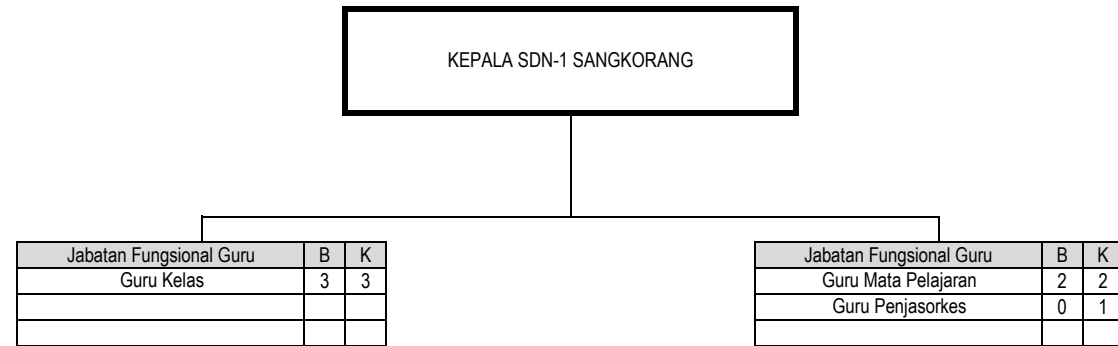 KEPALA SDN-1 SANGKORANG
Jabatan Fungsional Guru B K
Guru Kelas 3 3
Jabatan Fungsional Guru B K
Guru Mata Pelajaran 2 2
Guru Penjasorkes 0 1